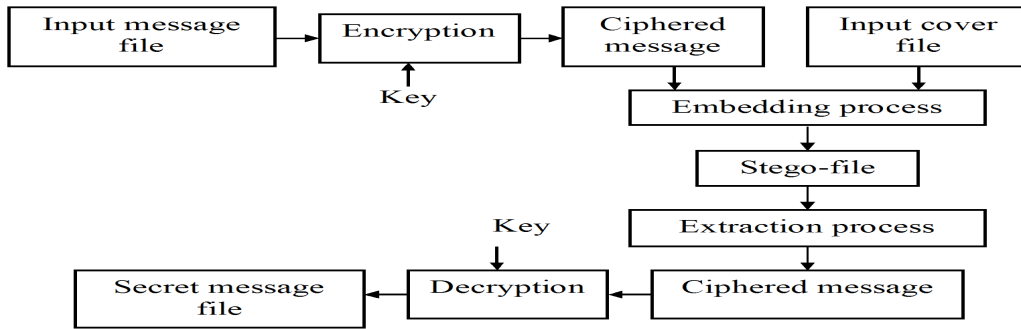 Input message
file
Encryption
Ciphered
message
Input cover
file
Key
Embedding process
Stego-file
Extraction process
Key
Secret message
file
Decryption
Ciphered message